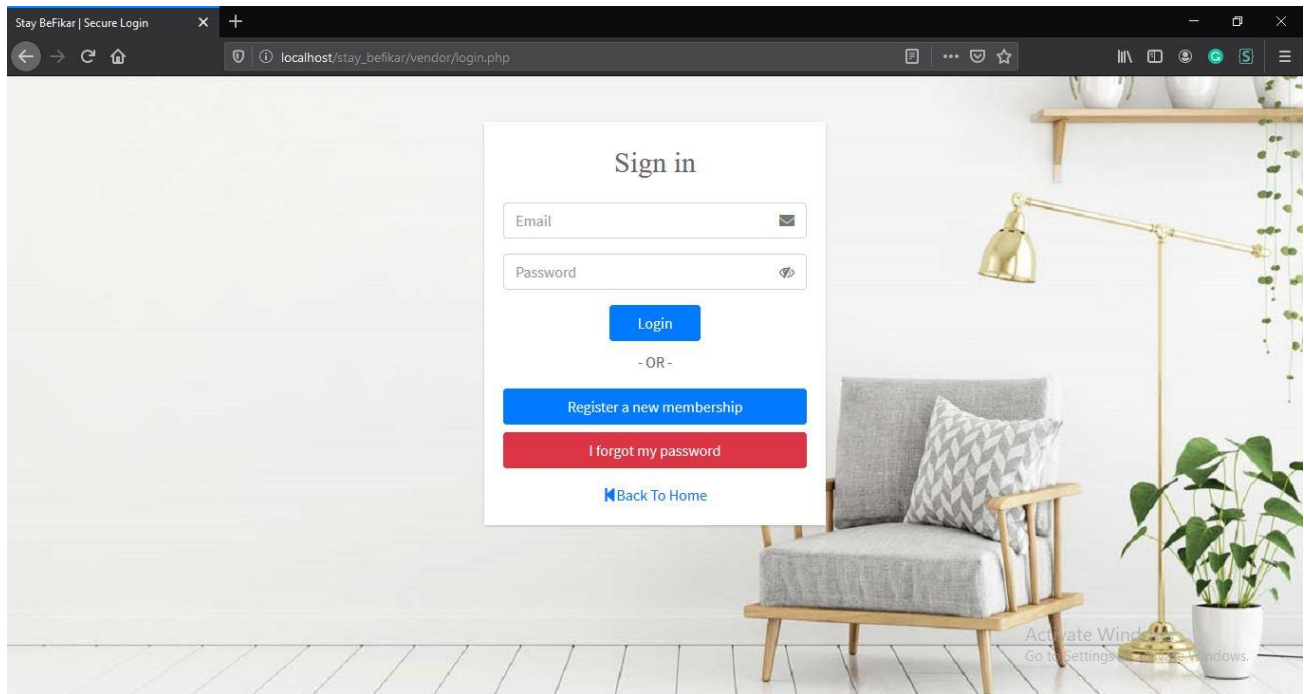 Stay BeFikar | Secure Login
localhost/stay_befikar/vendor/login.php
Sign in
Email
Password
Login
- OR -
Register a new membership
I forgot my password
Back To Home
Activate Windows
Go to Settings to activate Windows.